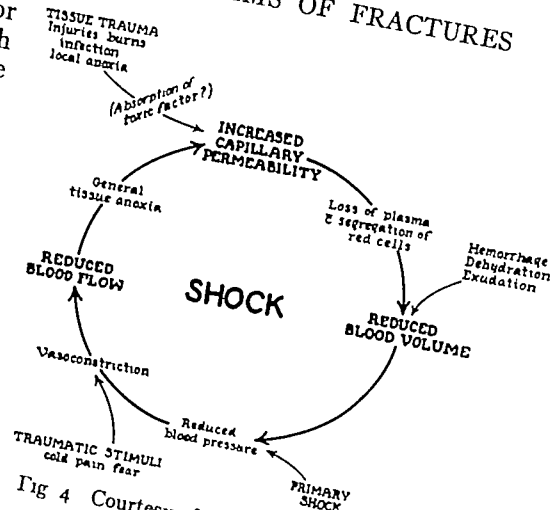 OF FRACTURES
or
TISSUE TRAUMA
Injuries burns
infection
local anoxia
(Absorption of
toxic factor?)
INCREASED
CAPILLARY
PERMEABILITY
General
tissue anoxia
Loss of plasma
& segregation of
red cells
Hemorrhage
Dehydration
Exudation
REDUCED
BLOOD FLOW
SHOCK
REDUCED
BLOOD VOLUME
Vasoconstriction
Reduced
blood pressure
TRAUMATIC STIMULI
cold pain fear
PRIMARY
SHOCK
Fig 4 Courtesy